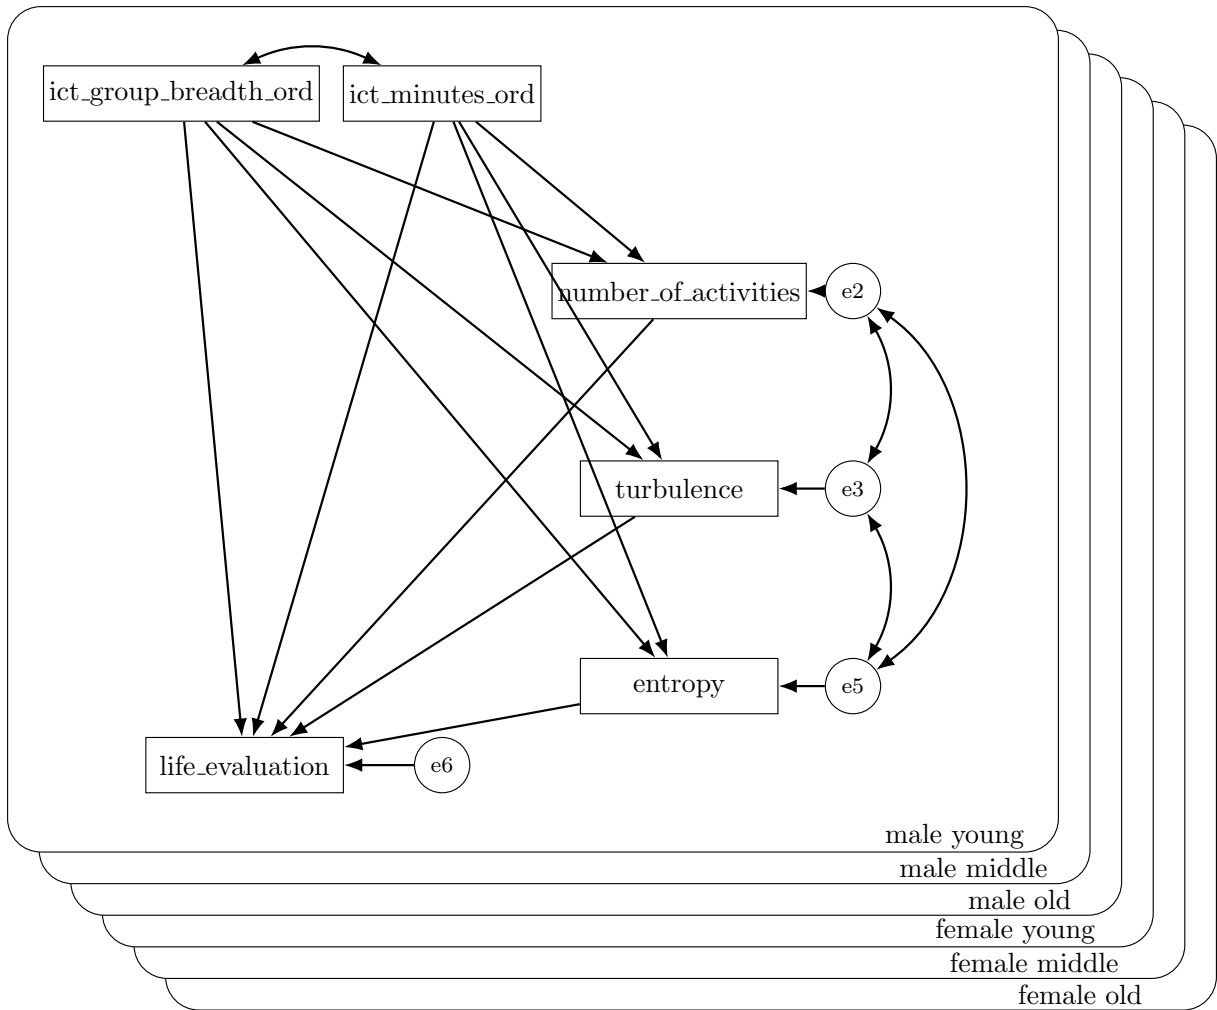 ict_group_breadth_ord
ict_minutes_ord
number_of_activities
e2
turbulence
e3
entropy
e5
life_evaluation
e6
male young
male middle
male old
female young
female middle
female old